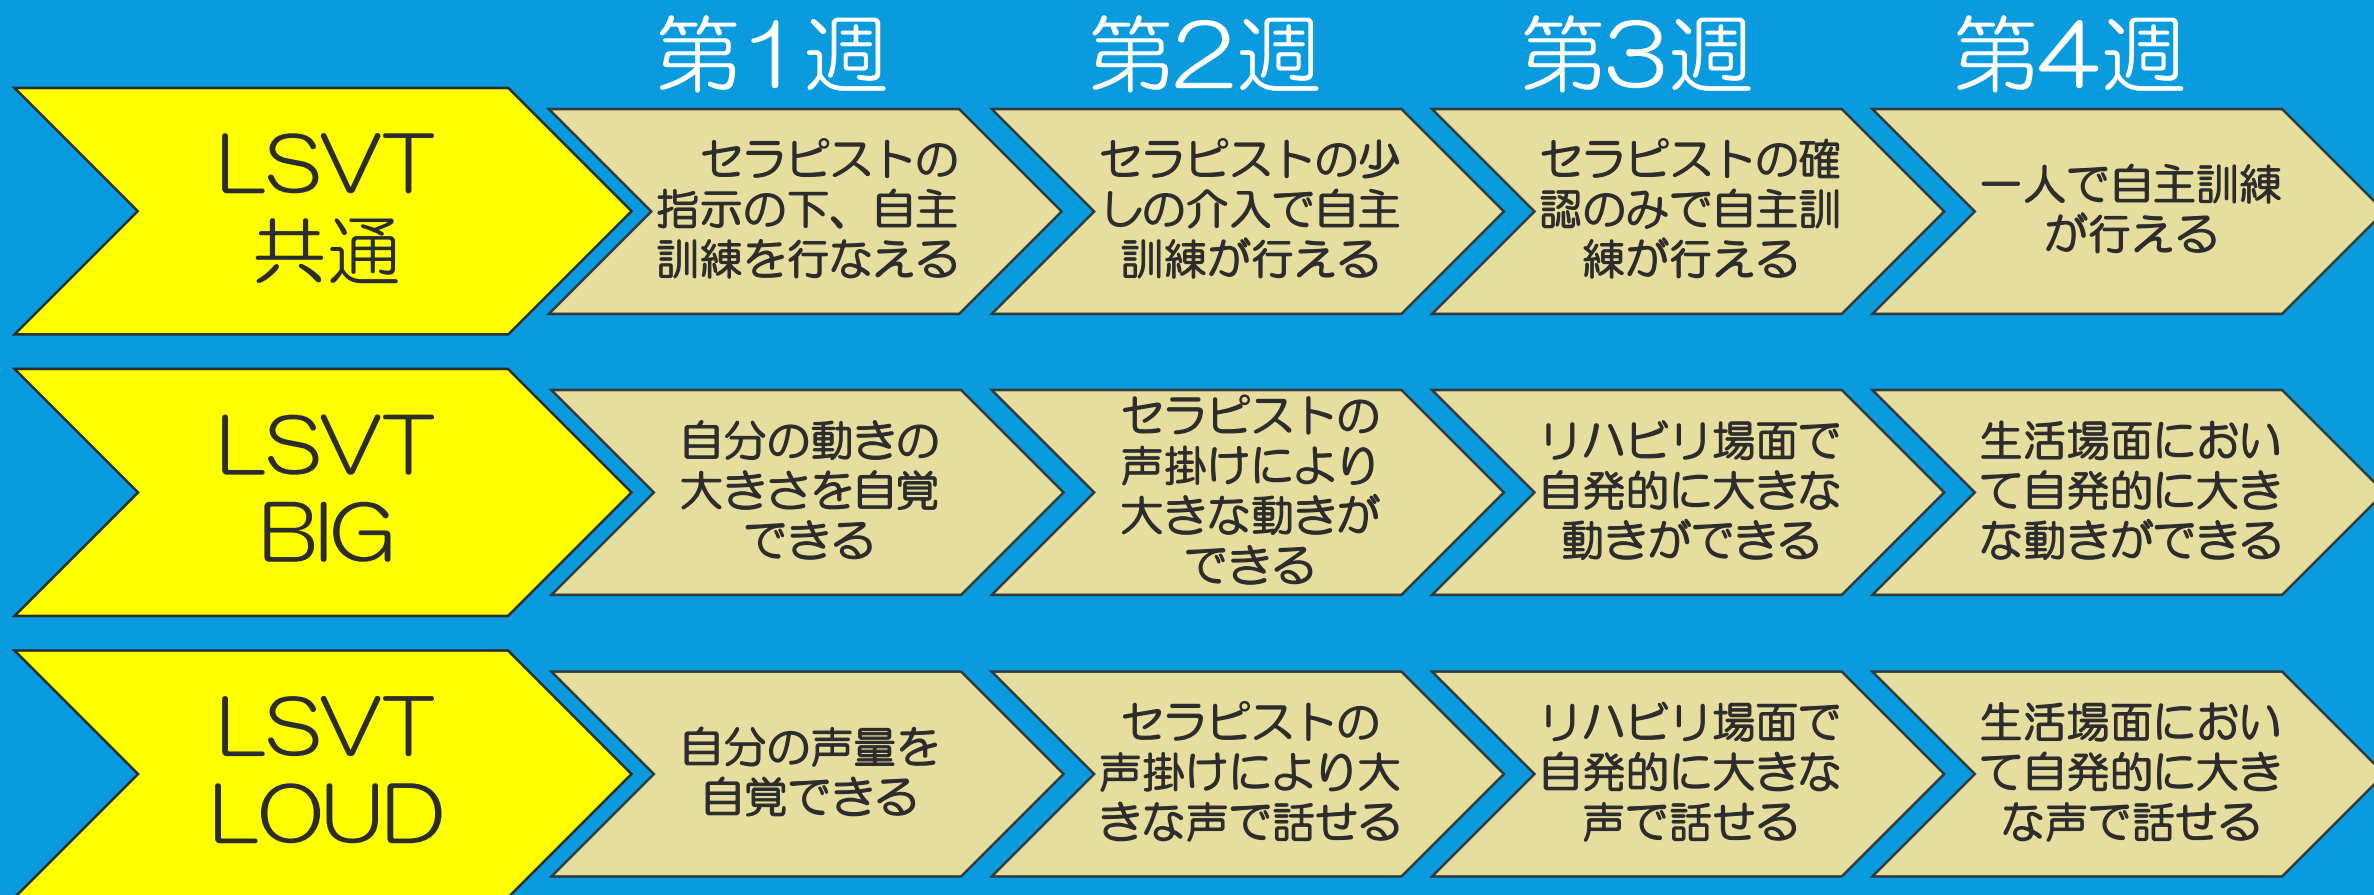 第1週
第2週
第3週
第4週
LSVT
共通
セラピストの
指示の下、自主
訓練を行なえる
セラピストの少
しの介入で自主
訓練が行える
セラピストの確
認のみで自主訓
練が行える
一人で自主訓練
が行える
LSVT
BIG
自分の動きの
大きさを自覚
できる
セラピストの
声掛けにより
大きな動きが
できる
リハビリ場面で
自発的に大きな
動きができる
生活場面におい
て自発的に大き
な動きができる
LSVT
LOUD
自分の声量を
自覚できる
セラピストの
声掛けにより大
きな声で話せる
リハビリ場面で
自発的に大きな
声で話せる
生活場面におい
て自発的に大き
な声で話せる